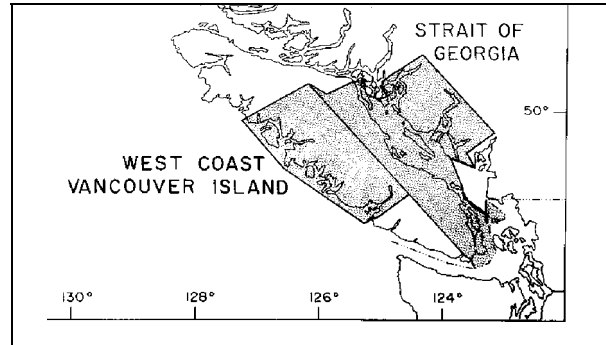 STRAIT OF
GEORGIA
50°
WEST COAST
VANCOUVER ISLAND
130°
128°
126°
124°